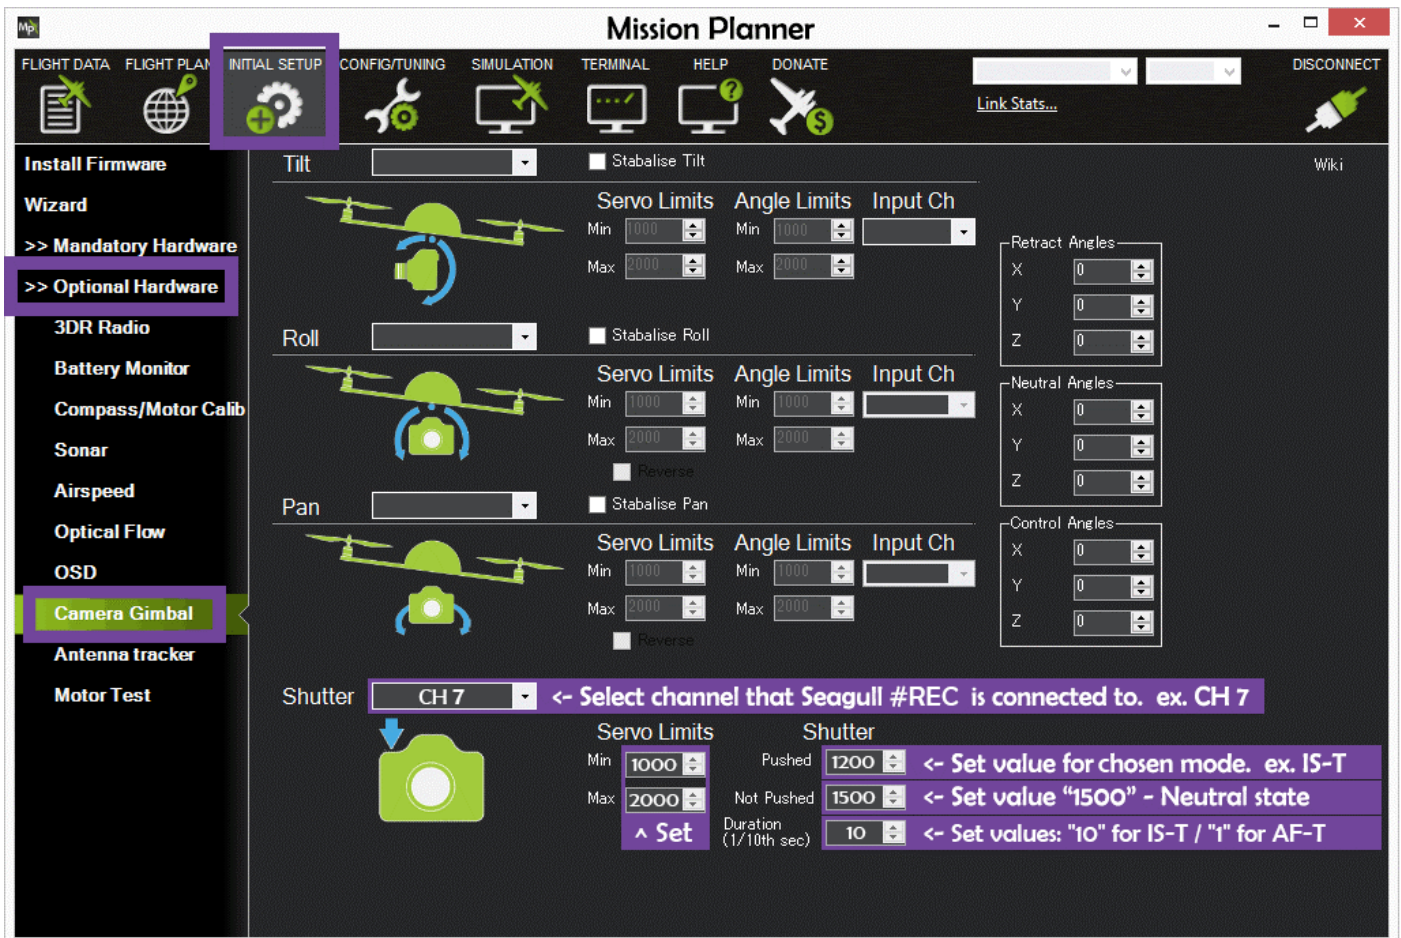 Mp
Mission Planner
FLIGHT DATA FLIGHT PLAN INITIAL SETUP CONFIG/TUNING SIMULATION TERMINAL HELP DONATE DISCONNECT
Link Stats...
Install Firmware
Wizard
>> Mandatory Hardware
>> Optional Hardware
3DR Radio
Battery Monitor
Compass/Motor Calib
Sonar
Airspeed
Optical Flow
OSD
Camera Gimbal
Antenna tracker
Motor Test
Wiki
Tilt Stabalise Tilt
Servo Limits Angle Limits Input Ch
Min 1000 Min 1000
Max 2000 Max 2000
Roll Stabalise Roll
Servo Limits Angle Limits Input Ch
Min 1000 Min 1000
Max 2000 Max 2000
Reverse
Pan Stabalise Pan
Servo Limits Angle Limits Input Ch
Min 1000 Min 1000
Max 2000 Max 2000
Reverse
Retract Angles
X 0
Y 0
Z 0
Neutral Angles
X 0
Y 0
Z 0
Control Angles
X 0
Y 0
Z 0
Shutter CH 7 <- Select channel that Seagull #REC is connected to. ex. CH 7
Servo Limits Shutter
Min 1000 Pushed 1200 <- Set value for chosen mode. ex. IS-T
Max 2000 Not Pushed 1500 <- Set value “1500” - Neutral state
^ Set Duration (1/10th sec) 10 <- Set values: "10" for IS-T / "1" for AF-T